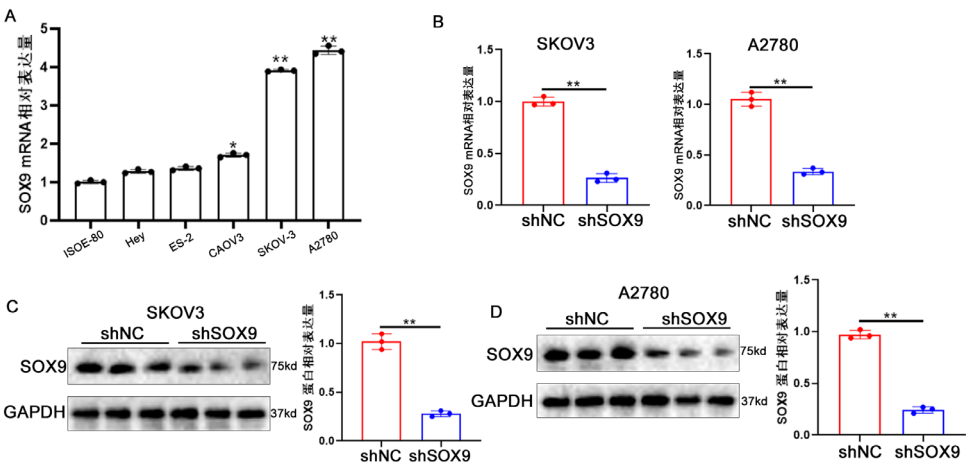 A
SOX9 mRNA相对表达量
5
4
3
2
1
0
*
**
**
ISOE-80
Hey
ES-2
CAOV3
SKOV-3
A2780
B
SKOV3
SOX9 mRNA相对表达量
1.5
1.0
0.5
0.0
**
shNC
shSOX9
A2780
SOX9 mRNA相对表达量
1.5
1.0
0.5
0.0
**
shNC
shSOX9
C
SKOV3
shNC
shSOX9
SOX9
75kd
GAPDH
37kd
SOX9 蛋白相对表达量
1.5
1.0
0.5
0.0
**
shNC
shSOX9
D
A2780
shNC
shSOX9
SOX9
75kd
GAPDH
37kd
SOX9 蛋白相对表达量
1.5
1.0
0.5
0.0
**
shNC
shSOX9